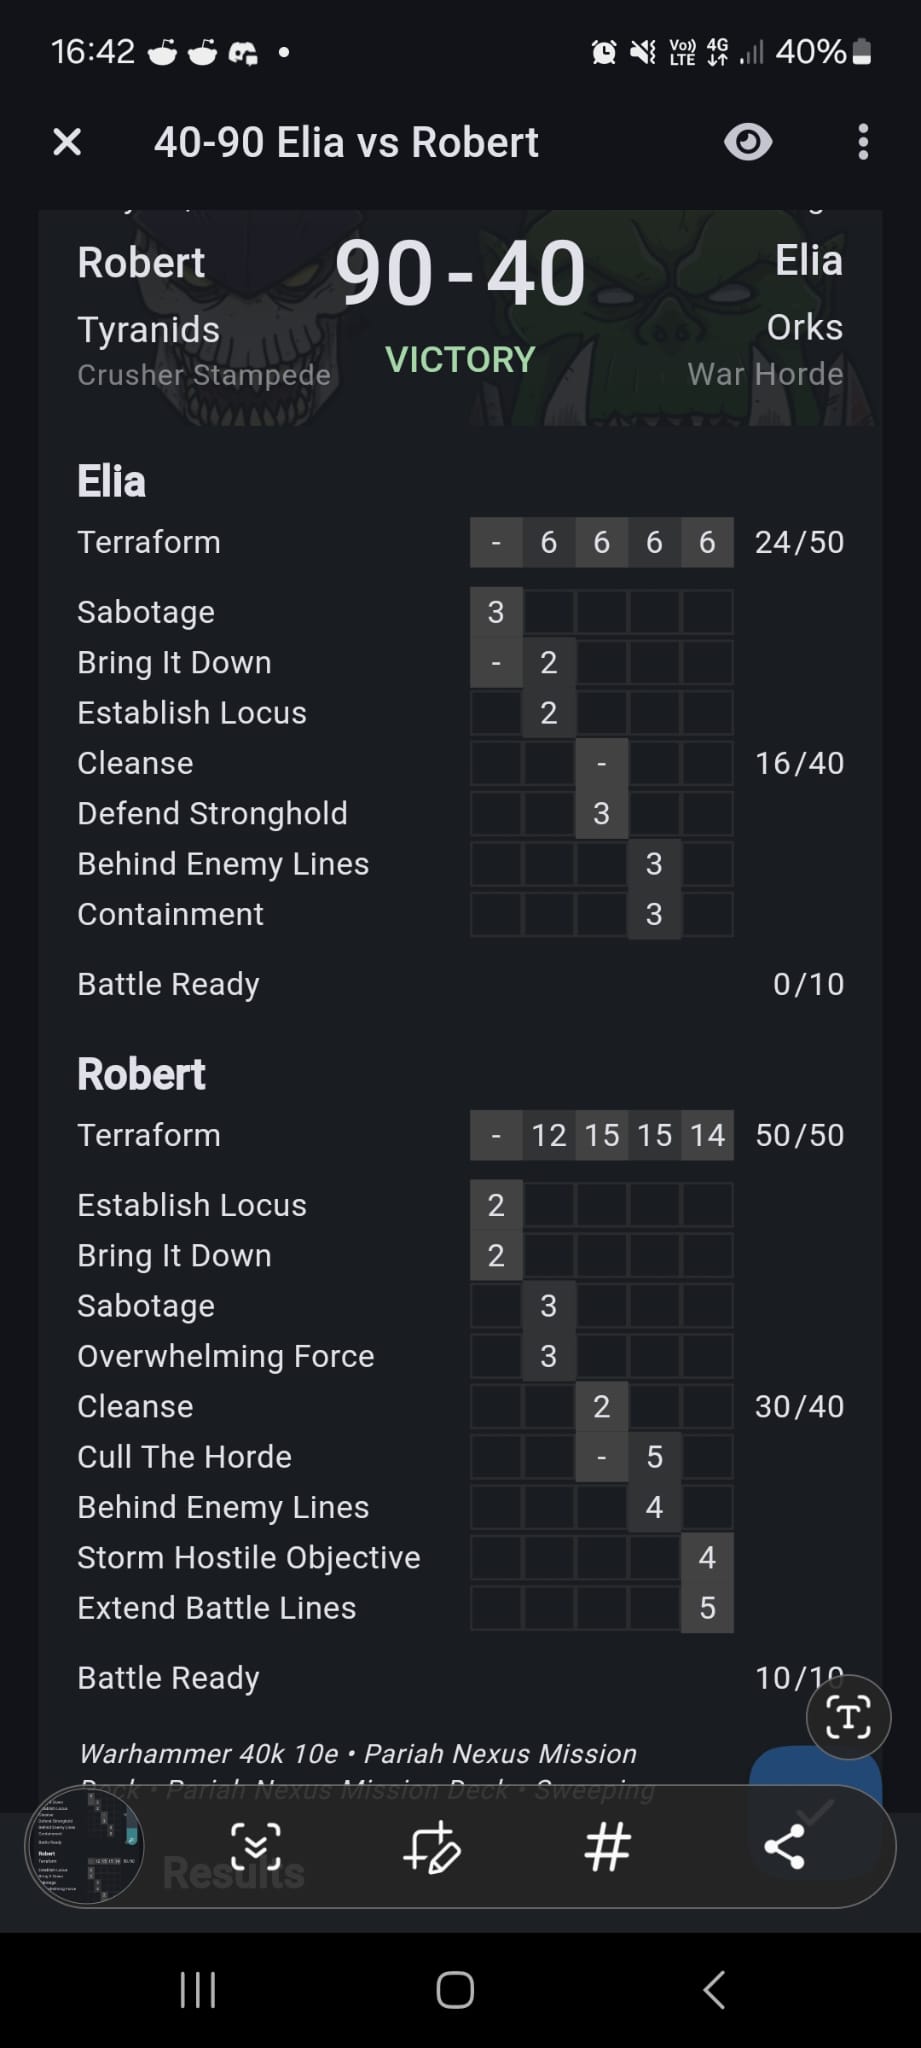 16:42
Vo)) LTE 4G 40%
40-90 Elia vs Robert
Robert 90-40 Elia
Tyranids VICTORY Orks
Crusher Stampede War Horde
Elia
Terraform - 6 6 6 6 24/50
Sabotage 3
Bring It Down - 2
Establish Locus 2
Cleanse - 16/40
Defend Stronghold 3
Behind Enemy Lines 3
Containment 3
Battle Ready 0/10
Robert
Terraform - 12 15 15 14 50/50
Establish Locus 2
Bring It Down 2
Sabotage 3
Overwhelming Force 3
Cleanse 2 30/40
Cull The Horde - 5
Behind Enemy Lines 4
Storm Hostile Objective 4
Extend Battle Lines 5
Battle Ready 10/10
T
Warhammer 40k 10e • Pariah Nexus Mission
Deck • Pariah Nexus Mission Deck • Sweeping
Results
#